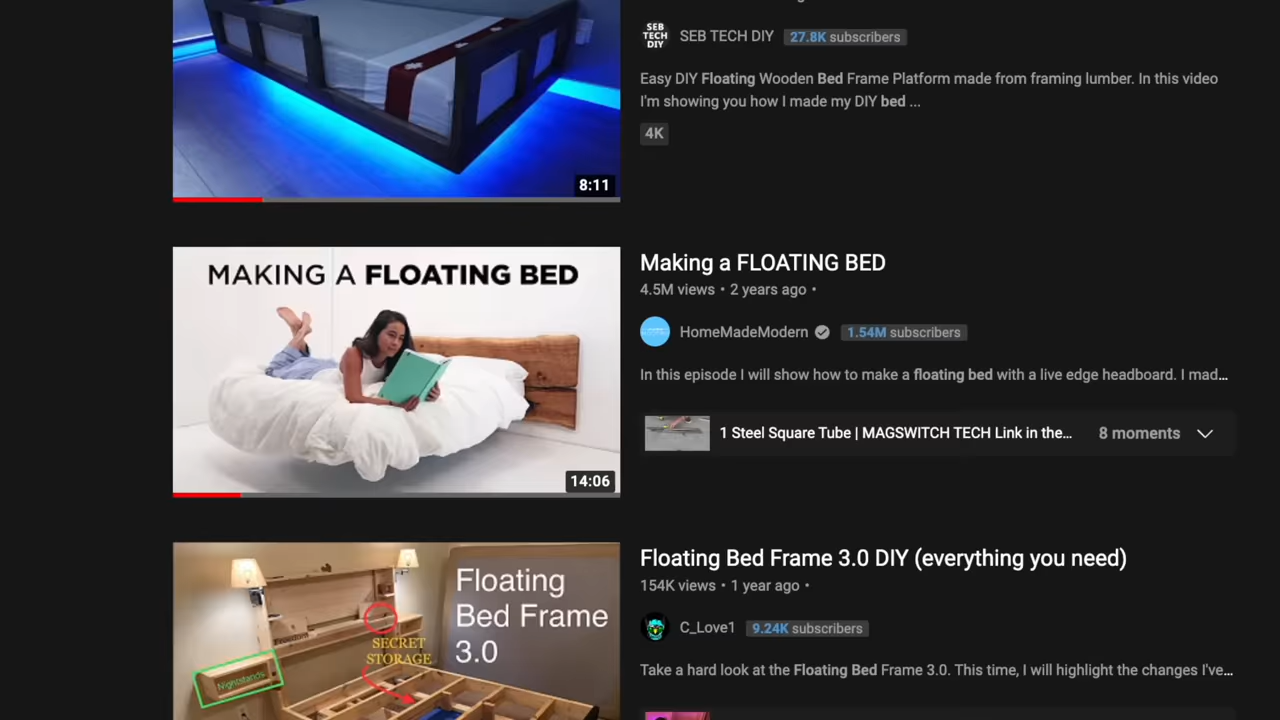 SEB
TECH
DIY
SEB TECH DIY 27.8K subscribers
Easy DIY Floating Wooden Bed Frame Platform made from framing lumber. In this video
I'm showing you how I made my DIY bed ...
4K
8:11
MAKING A FLOATING BED
14:06
Making a FLOATING BED
4.5M views • 2 years ago •
HomeMadeModern 1.54M subscribers
In this episode I will show how to make a floating bed with a live edge headboard. I mad...
1 Steel Square Tube | MAGSWITCH TECH Link in the... 8 moments
Floating
Bed Frame
3.0
SECRET
STORAGE
Nightstands
Floating Bed Frame 3.0 DIY (everything you need)
154K views • 1 year ago •
C_Love1 9.24K subscribers
Take a hard look at the Floating Bed Frame 3.0. This time, I will highlight the changes I've...